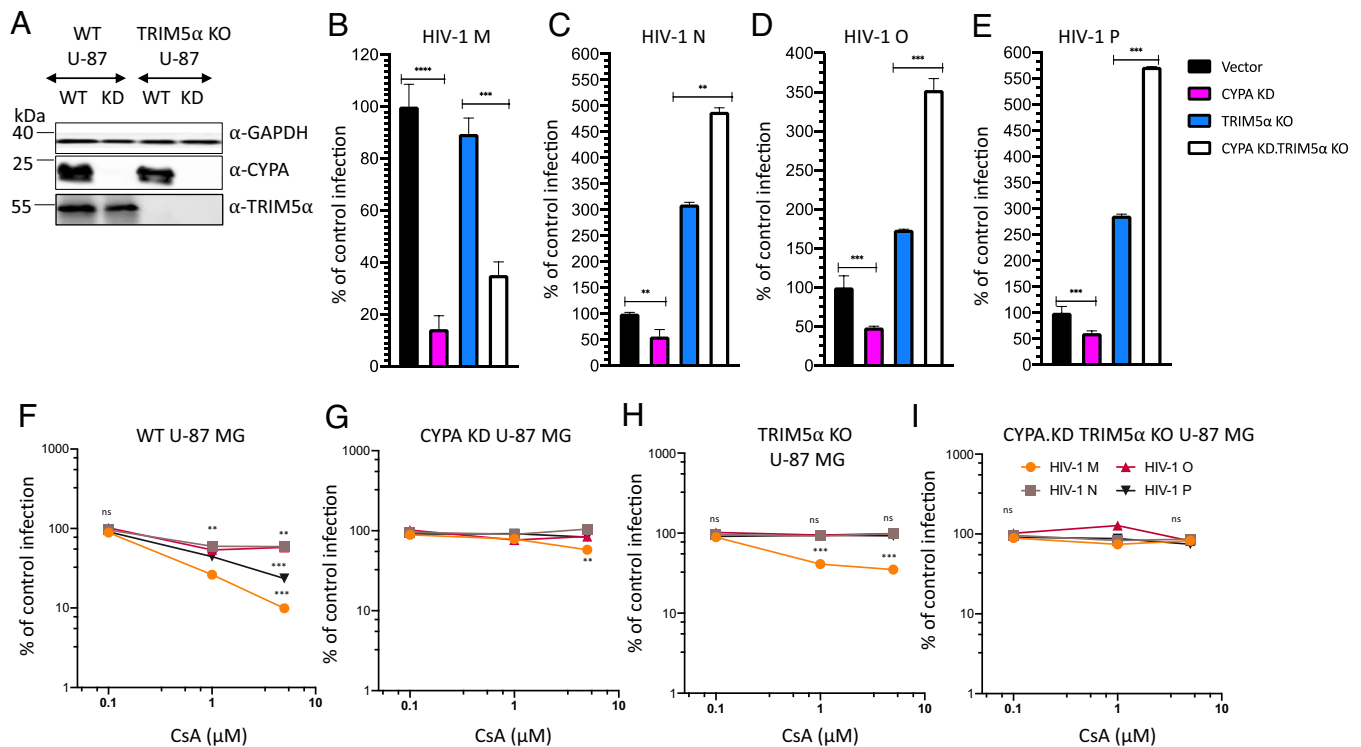 A
WT
U-87
TRIM5α KO
U-87
WT KD WT KD
kDa
40
25
55
α-GAPDH
α-CYPA
α-TRIM5α
B
HIV-1 M
% of control infection
120
100
80
60
40
20
0
****
***
C
HIV-1 N
% of control infection
600
550
500
450
400
350
300
250
200
150
100
50
0
**
**
D
HIV-1 O
% of control infection
400
350
300
250
200
150
100
50
0
***
***
E
HIV-1 P
% of control infection
600
550
500
450
400
350
300
250
200
150
100
50
0
***
***
Vector
CYPA KD
TRIM5α KO
CYPA KD.TRIM5α KO
F
WT U-87 MG
% of control infection
1000
100
10
1
ns
**
**
***
***
0.1 1 10
CsA (μM)
G
CYPA KD U-87 MG
% of control infection
1000
100
10
1
**
0.1 1 10
CsA (μM)
H
TRIM5α KO
U-87 MG
% of control infection
1000
100
10
1
ns
ns
ns
***
***
0.1 1 10
CsA (μM)
I
CYPA.KD TRIM5α KO U-87 MG
HIV-1 M HIV-1 O
HIV-1 N HIV-1 P
% of control infection
1000
100
10
1
ns
ns
0.1 1 10
CsA (μM)